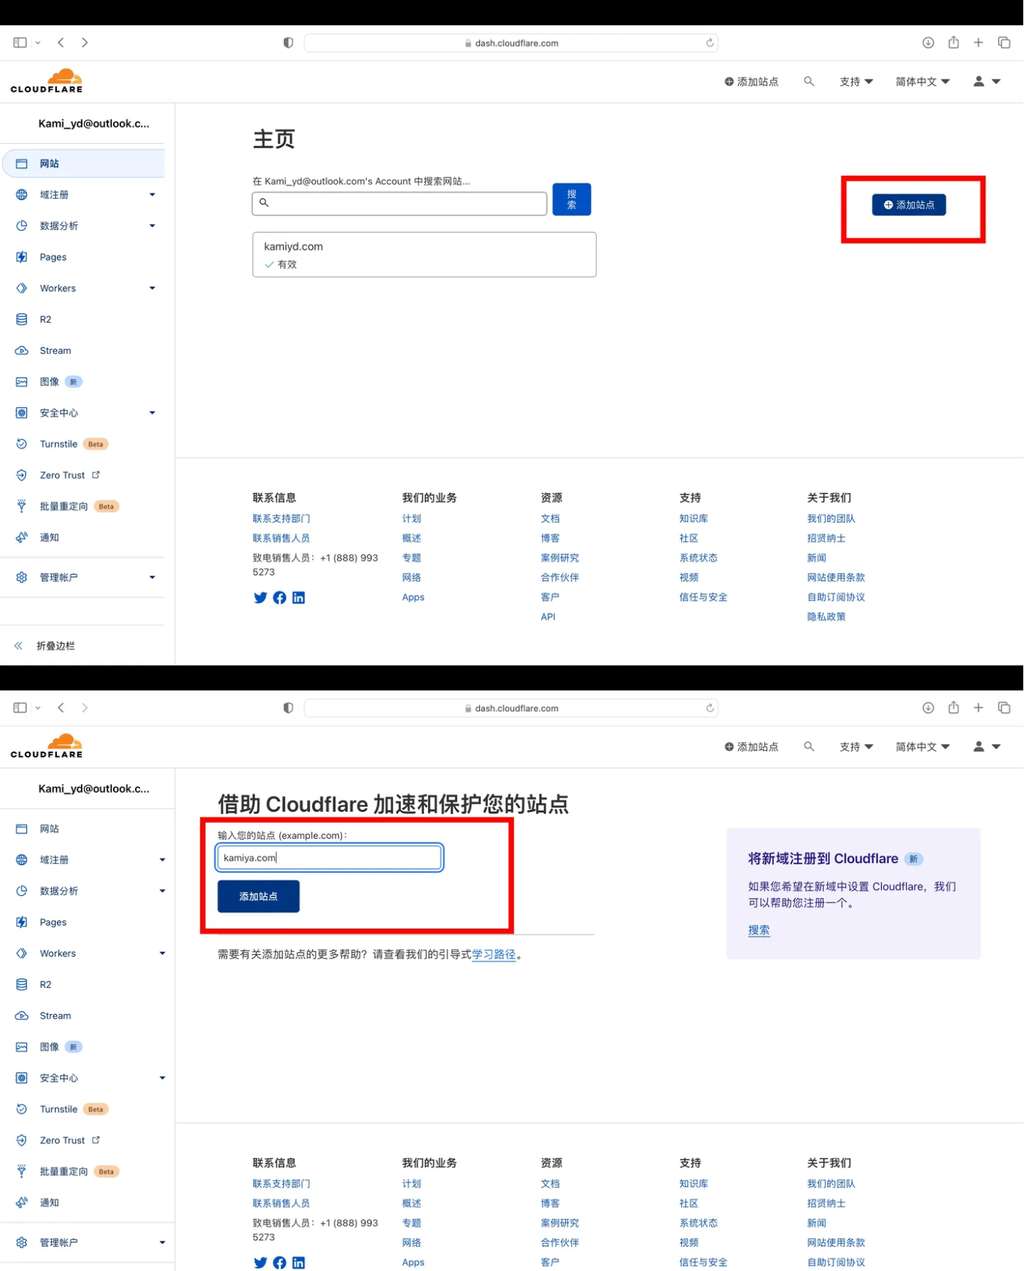 dash.cloudflare.com
CLOUDFLARE
添加站点
支持
简体中文
Kami_yd@outlook.c...
网站
域注册
数据分析
Pages
Workers
R2
Stream
图像 新
安全中心
Turnstile Beta
Zero Trust
批量重定向 Beta
通知
管理帐户
折叠边栏
主页
在 Kami_yd@outlook.com's Account 中搜索网站...
搜
索
添加站点
kamiyd.com
有效
联系信息
联系支持部门
联系销售人员
致电销售人员：+1 (888) 993
5273
我们的业务
计划
概述
专题
网络
Apps
资源
文档
博客
案例研究
合作伙伴
客户
API
支持
知识库
社区
系统状态
视频
信任与安全
关于我们
我们的团队
招贤纳士
新闻
网站使用条款
自助订阅协议
隐私政策
dash.cloudflare.com
CLOUDFLARE
添加站点
支持
简体中文
Kami_yd@outlook.c...
网站
域注册
数据分析
Pages
Workers
R2
Stream
图像 新
安全中心
Turnstile Beta
Zero Trust
批量重定向 Beta
通知
管理帐户
借助 Cloudflare 加速和保护您的站点
输入您的站点 (example.com)：
kamiya.com
添加站点
需要有关添加站点的更多帮助？请查看我们的引导式学习路径。
将新域注册到 Cloudflare 新
如果您希望在新域中设置 Cloudflare，我们
可以帮助您注册一个。
搜索
联系信息
联系支持部门
联系销售人员
致电销售人员：+1 (888) 993
5273
我们的业务
计划
概述
专题
网络
Apps
资源
文档
博客
案例研究
合作伙伴
客户
支持
知识库
社区
系统状态
视频
信任与安全
关于我们
我们的团队
招贤纳士
新闻
网站使用条款
自助订阅协议